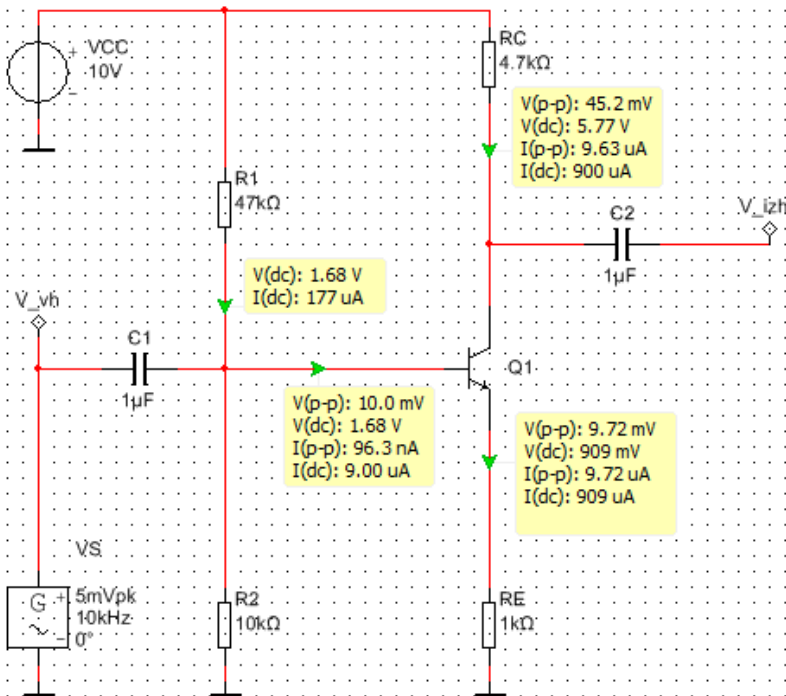 VCC
10V
+
−
RC
4.7kΩ
V(p-p): 45.2 mV
V(dc): 5.77 V
I(p-p): 9.63 uA
I(dc): 900 uA
R1
47kΩ
C2
1µF
V_izh
V(dc): 1.68 V
I(dc): 177 uA
V_vh
C1
1µF
Q1
V(p-p): 10.0 mV
V(dc): 1.68 V
I(p-p): 96.3 nA
I(dc): 9.00 uA
V(p-p): 9.72 mV
V(dc): 909 mV
I(p-p): 9.72 uA
I(dc): 909 uA
VS
G
+
−
5mVpk
10kHz
0°
R2
10kΩ
RE
1kΩ